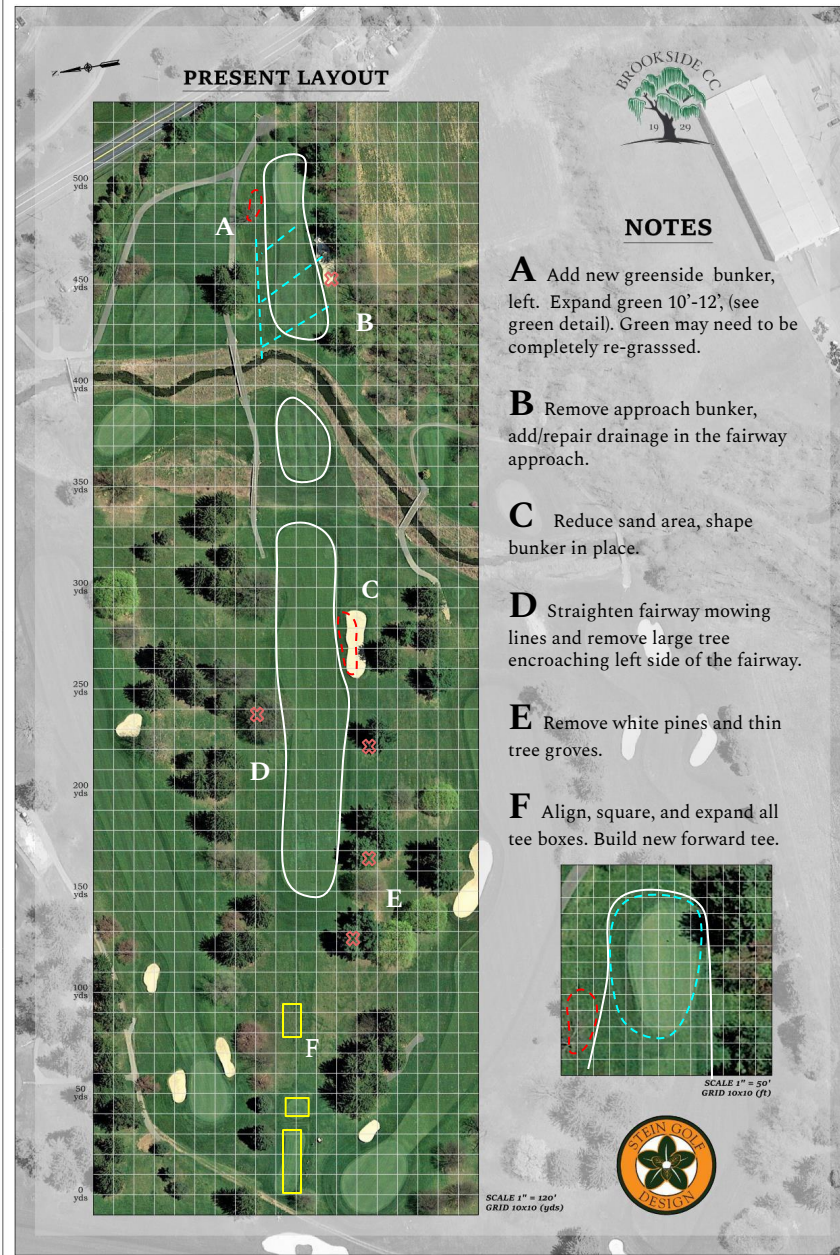 PRESENT LAYOUT
BROOKSIDE CC
19 29
500
yds
450
yds
400
yds
350
yds
300
yds
250
yds
200
yds
150
yds
100
yds
50
yds
0
yds
A
B
C
D
E
F
NOTES
A Add new greenside bunker,
left. Expand green 10'-12', (see
green detail). Green may need to be
completely re-grasssed.
B Remove approach bunker,
add/repair drainage in the fairway
approach.
C Reduce sand area, shape
bunker in place.
D Straighten fairway mowing
lines and remove large tree
encroaching left side of the fairway.
E Remove white pines and thin
tree groves.
F Align, square, and expand all
tee boxes. Build new forward tee.
SCALE 1" = 50'
GRID 10x10 (ft)
SCALE 1" = 120'
GRID 10x10 (yds)
STEIN GOLF
DESIGN